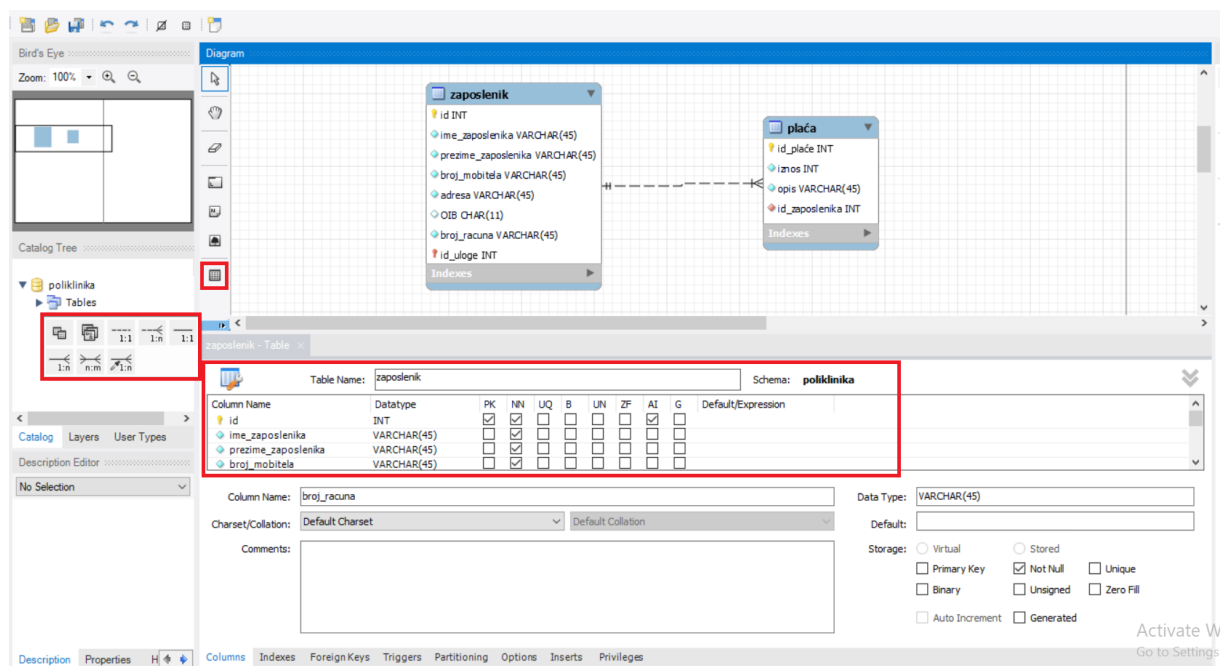 Bird's Eye
Zoom: 100%
Diagram
zaposlenik
id INT
ime_zaposlenika VARCHAR(45)
prezime_zaposlenika VARCHAR(45)
broj_mobitela VARCHAR(45)
adresa VARCHAR(45)
OIB CHAR(11)
broj_racuna VARCHAR(45)
id_uloge INT
Indexes
plaća
id_plaće INT
iznos INT
opis VARCHAR(45)
id_zaposlenika INT
Indexes
Catalog Tree
poliklinika
Tables
1:1 1:n 1:1
1:n n:m 1:n
Catalog Layers User Types
Description Editor
No Selection
Description Properties H
zaposlenik - Table
Table Name: zaposlenik Schema: poliklinika
Column Name Datatype PK NN UQ B UN ZF AI G Default/Expression
id INT
ime_zaposlenika VARCHAR(45)
prezime_zaposlenika VARCHAR(45)
broj_mobitela VARCHAR(45)
Column Name: broj_racuna Data Type: VARCHAR(45)
Charset/Collation: Default Charset Default Collation Default:
Comments: Storage: Virtual Stored
Primary Key Not Null Unique
Binary Unsigned Zero Fill
Auto Increment Generated
Activate W
Go to Settings
Columns Indexes Foreign Keys Triggers Partitioning Options Inserts Privileges